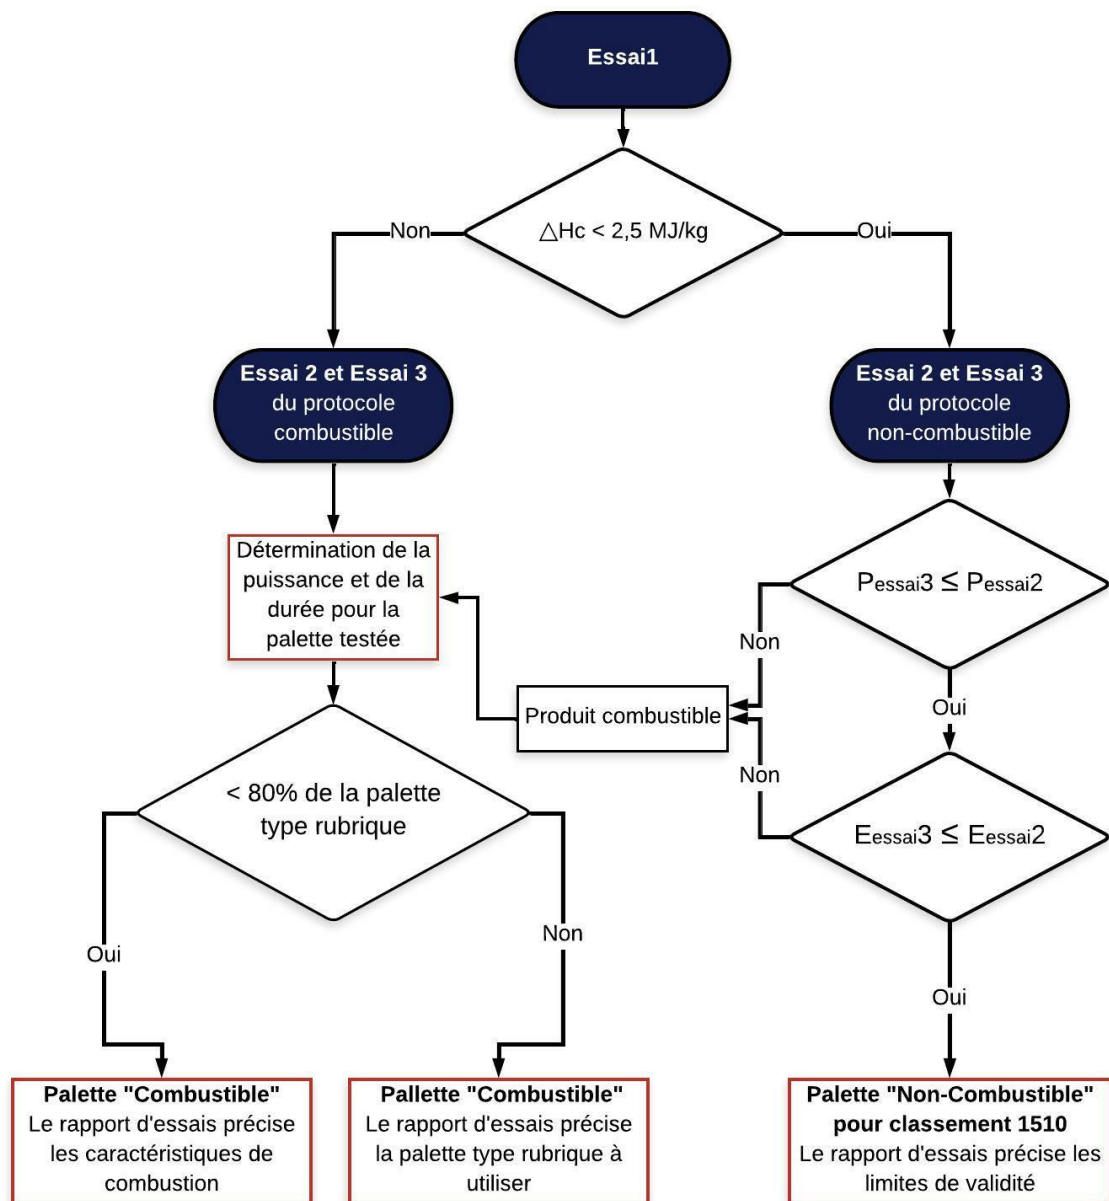 Essai1
△Hc < 2,5 MJ/kg
Non
Oui
Essai 2 et Essai 3
du protocole
combustible
Essai 2 et Essai 3
du protocole
non-combustible
Détermination de la
puissance et de la
durée pour la
palette testée
Pessai3 ≤ Pessai2
Non
Oui
Produit combustible
Non
< 80% de la palette
type rubrique
Eessai3 ≤ Eessai2
Oui
Non
Oui
Palette "Combustible"
Le rapport d'essais précise
les caractéristiques de
combustion
Pallette "Combustible"
Le rapport d'essais précise
la palette type rubrique à
utiliser
Palette "Non-Combustible"
pour classement 1510
Le rapport d'essais précise les
limites de validité